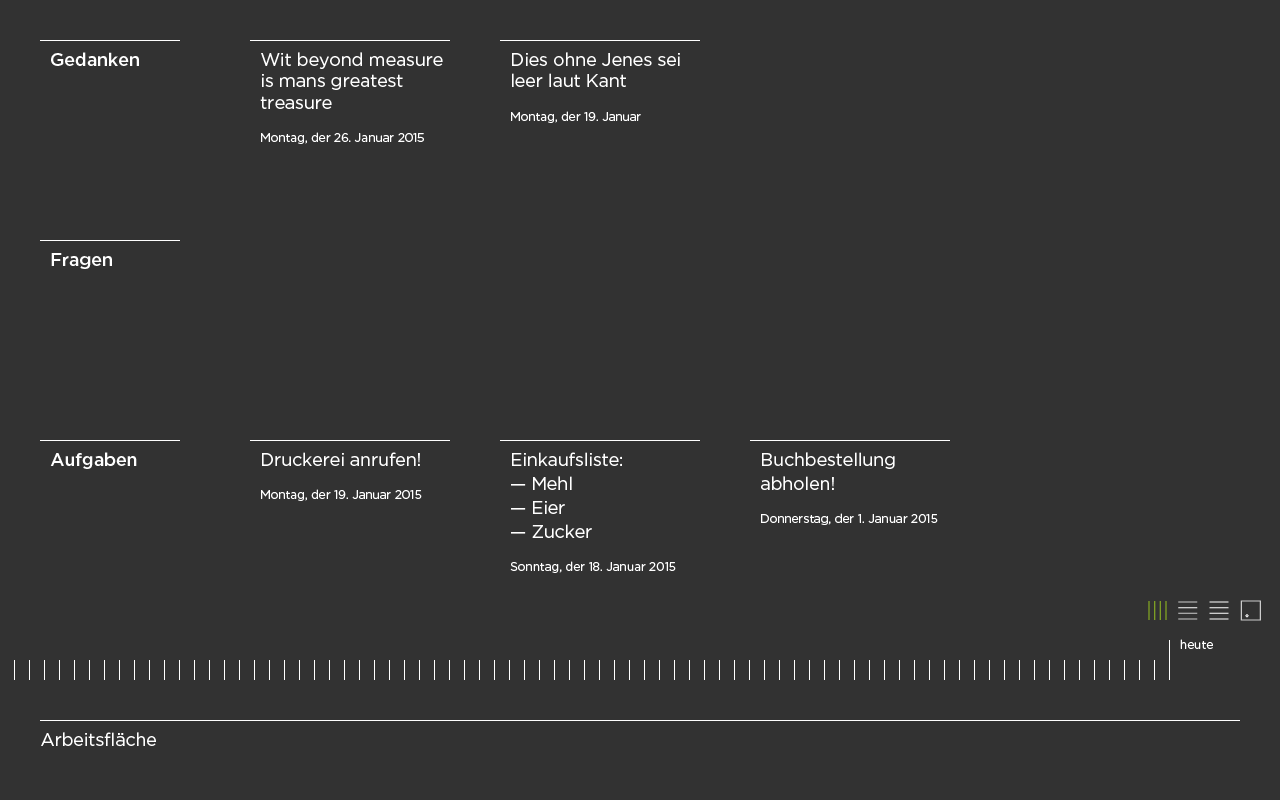 Gedanken
Wit beyond measure
is mans greatest
treasure
Montag, der 26. Januar 2015
Dies ohne Jenes sei
leer laut Kant
Montag, der 19. Januar
Fragen
Aufgaben
Druckerei anrufen!
Montag, der 19. Januar 2015
Einkaufsliste:
— Mehl
— Eier
— Zucker
Sonntag, der 18. Januar 2015
Buchbestellung
abholen!
Donnerstag, der 1. Januar 2015
heute
Arbeitsfläche